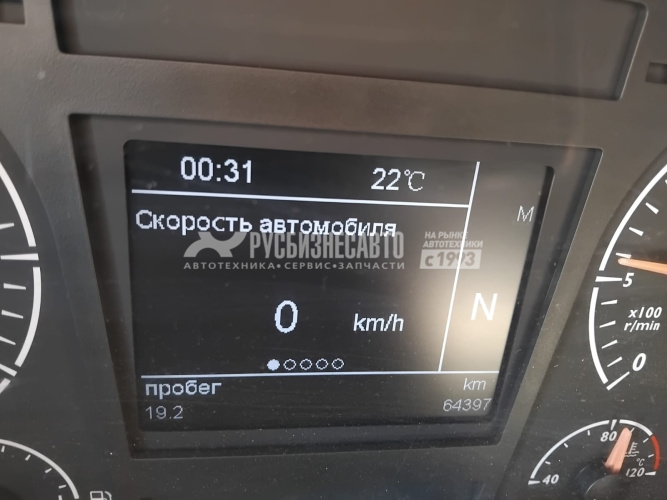 00:31 22°C
M
Скорость автомобиля
РУСБИЗНЕСАВТО
АВТОТЕХНИКА•СЕРВИС•ЗАПЧАСТИ
НА РЫНКЕ
АВТОТЕХНИКИ
с 1993
0 km/h
N
пробег km
19.2 64397
5
x100
r/min
0
40 80 120
°C